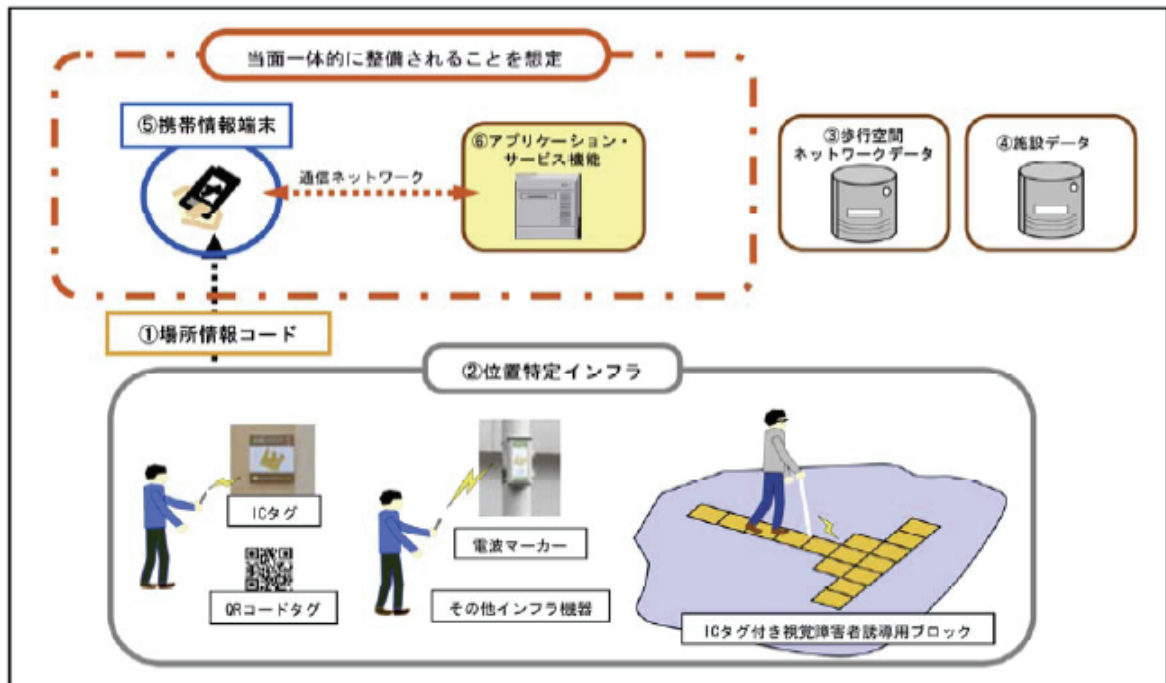 当面一体的に整備されることを想定
⑤携帯情報端末
通信ネットワーク
⑥アプリケーション・
サービス機能
③歩行空間
ネットワークデータ
④施設データ
①場所情報コード
②位置特定インフラ
ICタグ
QRコードタグ
電波マーカー
その他インフラ機器
ICタグ付き視覚障害者誘導用ブロック